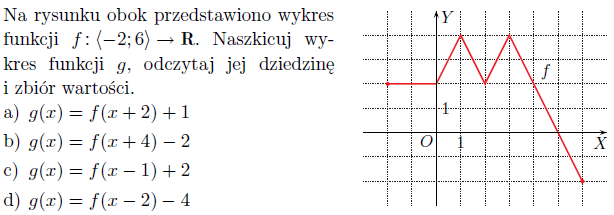 Na rysunku obok przedstawiono wykres
funkcji f : ⟨−2; 6⟩ → R. Naszkicuj wy-
kres funkcji g, odczytaj jej dziedzinę
i zbiór wartości.
a) g(x) = f(x + 2) + 1
b) g(x) = f(x + 4) − 2
c) g(x) = f(x − 1) + 2
d) g(x) = f(x − 2) − 4
Y
f
1
O
1
X